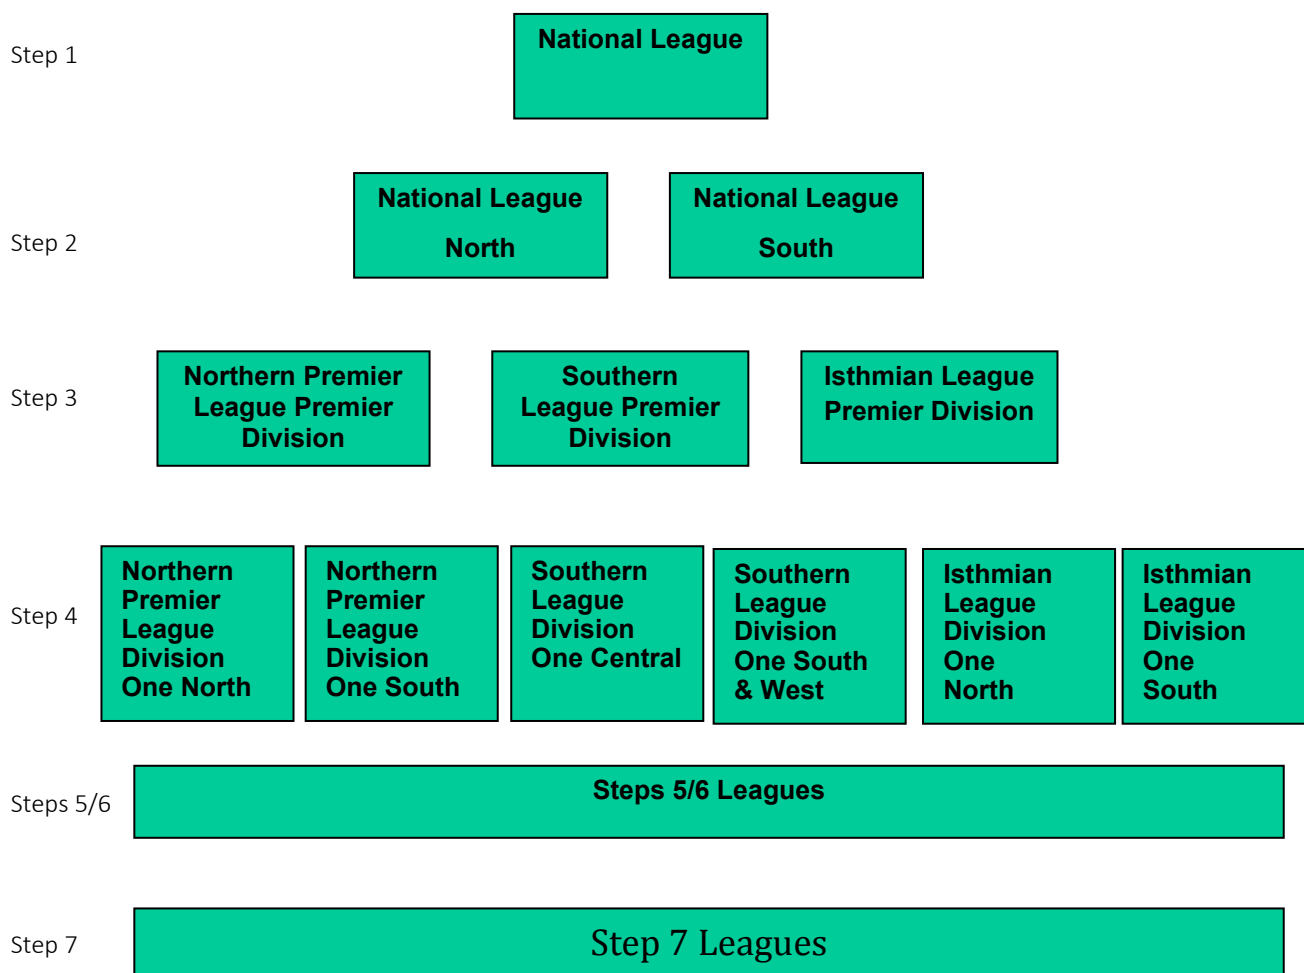 Step 1
National League
Step 2
National League
North
National League
South
Step 3
Northern Premier
League Premier
Division
Southern
League Premier
Division
Isthmian League
Premier Division
Step 4
Northern
Premier
League
Division
One North
Northern
Premier
League
Division
One South
Southern
League
Division
One Central
Southern
League
Division
One South
& West
Isthmian
League
Division
One
North
Isthmian
League
Division
One
South
Steps 5/6
Steps 5/6 Leagues
Step 7
Step 7 Leagues